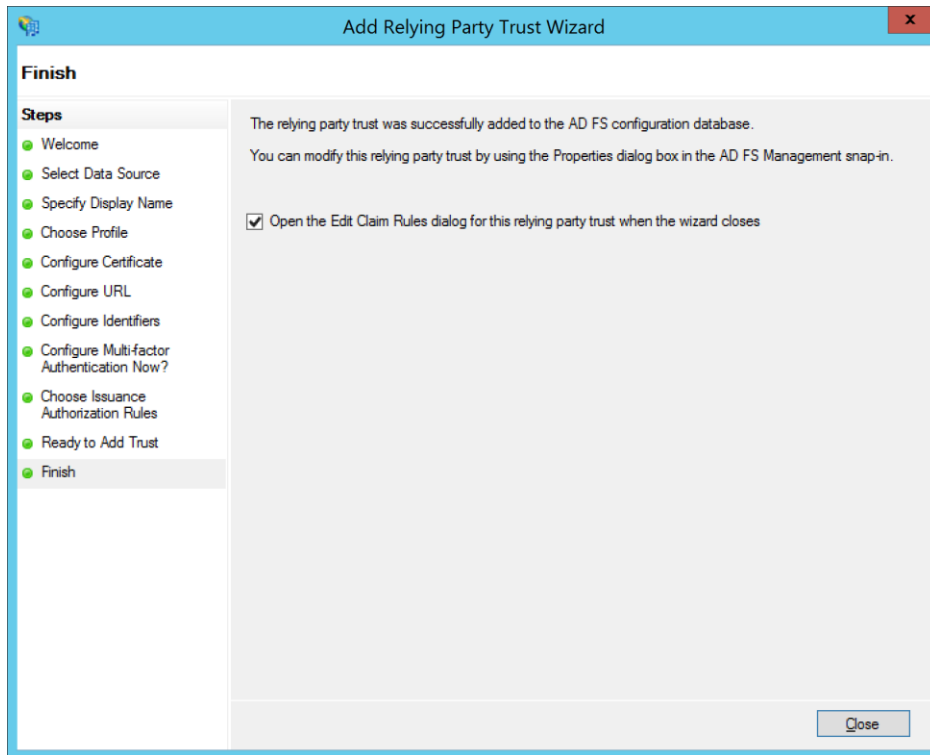 Add Relying Party Trust Wizard
x
Finish
Steps
Welcome
Select Data Source
Specify Display Name
Choose Profile
Configure Certificate
Configure URL
Configure Identifiers
Configure Multi-factor
Authentication Now?
Choose Issuance
Authorization Rules
Ready to Add Trust
Finish
The relying party trust was successfully added to the AD FS configuration database.
You can modify this relying party trust by using the Properties dialog box in the AD FS Management snap-in.
Open the Edit Claim Rules dialog for this relying party trust when the wizard closes
Close